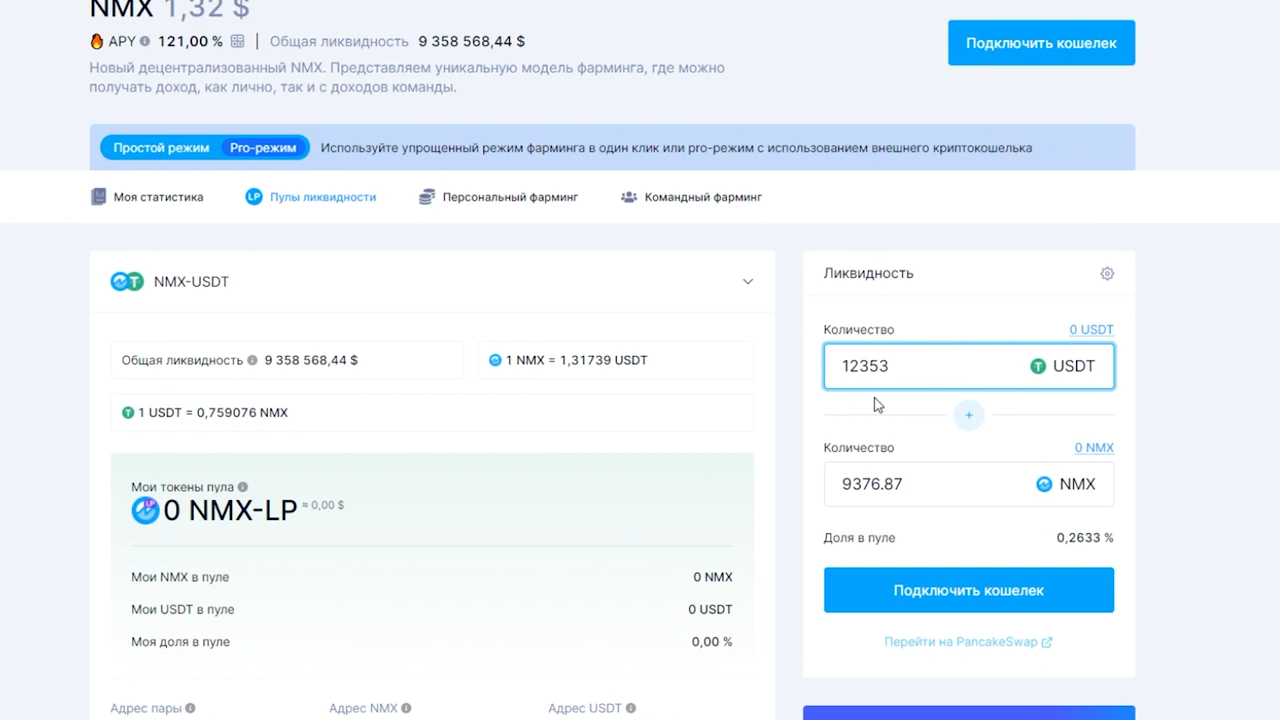 NMX 1,32 $
APY 121,00 % | Общая ликвидность 9 358 568,44 $
Подключить кошелек
Новый децентрализованный NMX. Представляем уникальную модель фарминга, где можно
получать доход, как лично, так и с доходов команды.
Простой режим Pro-режим Используйте упрощенный режим фарминга в один клик или pro-режим с использованием внешнего криптокошелька
Моя статистика LP Пулы ликвидности Персональный фарминг Командный фарминг
NMX-USDT
Общая ликвидность 9 358 568,44 $ 1 NMX = 1,31739 USDT
1 USDT = 0,759076 NMX
Мои токены пула
LP 0 NMX-LP ≈ 0,00 $
Мои NMX в пуле 0 NMX
Мои USDT в пуле 0 USDT
Моя доля в пуле 0,00 %
Адрес пары Адрес NMX Адрес USDT
Ликвидность
Количество 0 USDT
12353 USDT
+
Количество 0 NMX
9376.87 NMX
Доля в пуле 0,2633 %
Подключить кошелек
Перейти на PancakeSwap